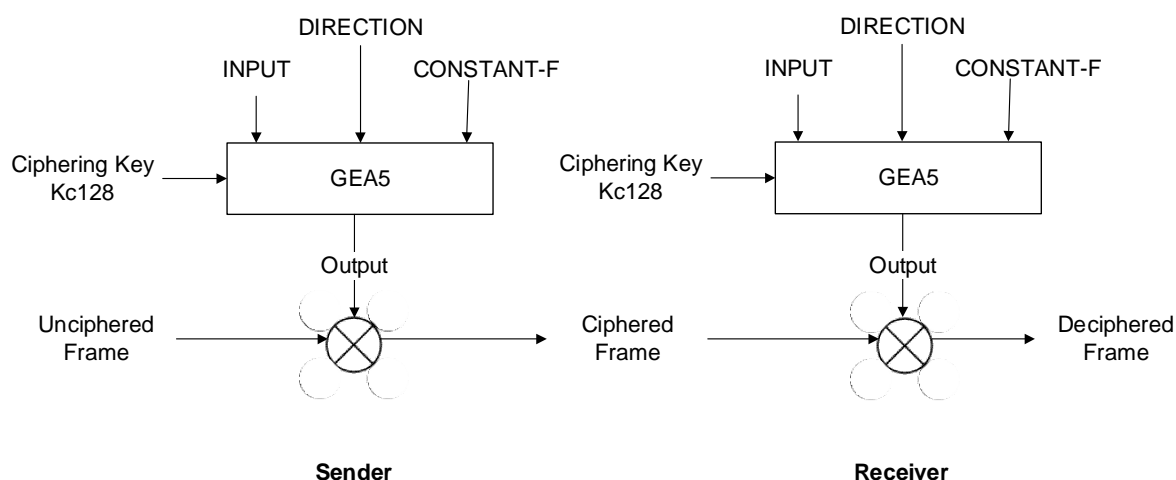 DIRECTION
INPUT
CONSTANT-F
Ciphering Key
Kc128
GEA5
Output
Unciphered
Frame
Sender
DIRECTION
INPUT
CONSTANT-F
Ciphering Key
Kc128
GEA5
Output
Ciphered
Frame
Deciphered
Frame
Receiver